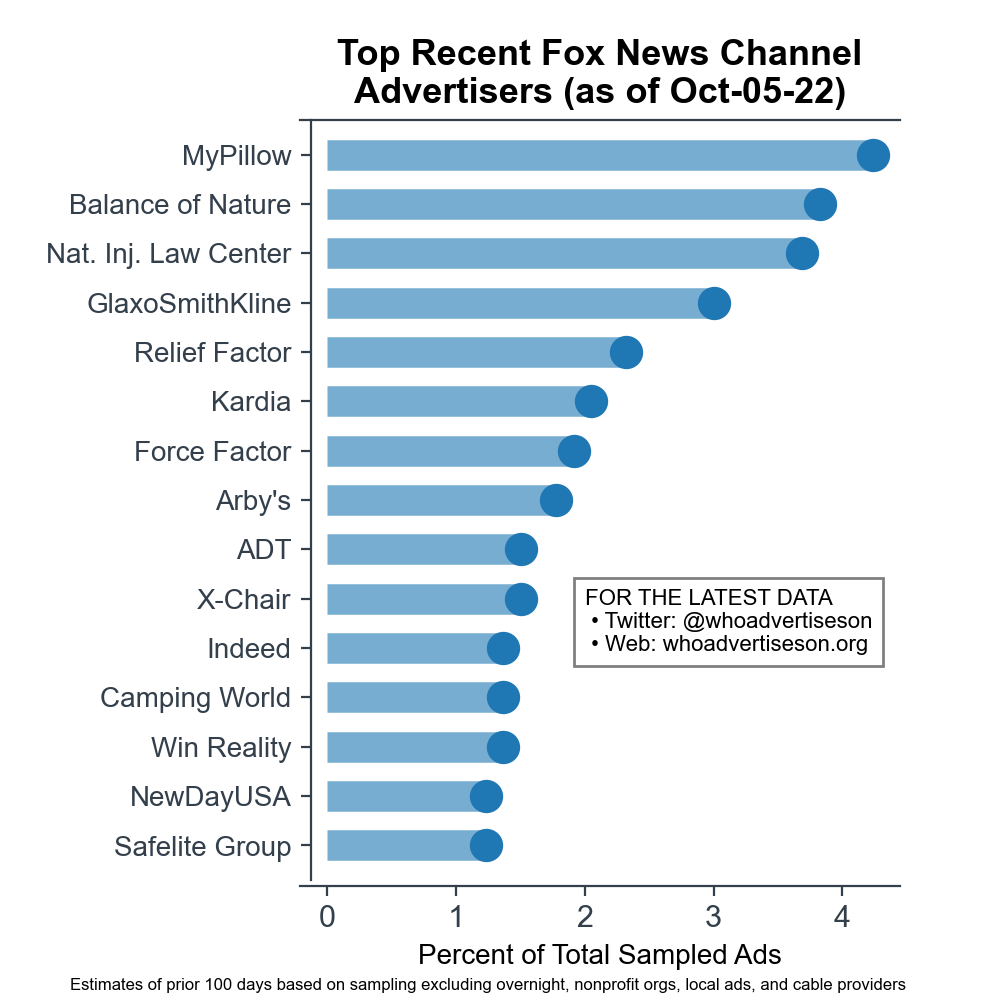 Top Recent Fox News Channel
Advertisers (as of Oct-05-22)
MyPillow
Balance of Nature
Nat. Inj. Law Center
GlaxoSmithKline
Relief Factor
Kardia
Force Factor
Arby's
ADT
X-Chair
Indeed
Camping World
Win Reality
NewDayUSA
Safelite Group
FOR THE LATEST DATA
• Twitter: @whoadvertiseson
• Web: whoadvertiseson.org
0 1 2 3 4
Percent of Total Sampled Ads
Estimates of prior 100 days based on sampling excluding overnight, nonprofit orgs, local ads, and cable providers